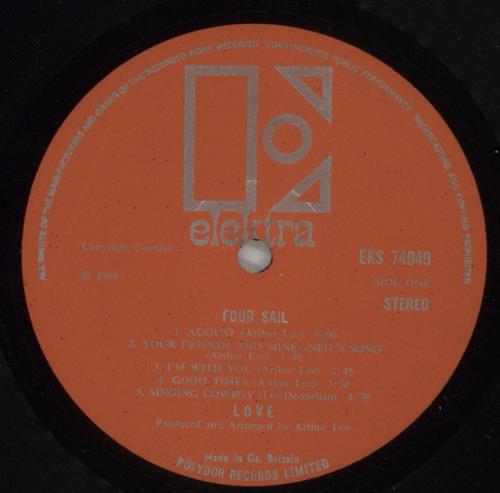 ALL RIGHTS OF THE MANUFACTURERS AND OWNER OF THE RECORDED WORK RESERVED UNAUTHORISED PUBLIC PERFORMANCE BROADCASTING AND COPYING PROHIBITED
elektra
Copyright Control
EKS 74049
℗ 1969
SIDE ONE
STEREO
FOUR SAIL
1. AUGUST (Arthur Lee) 5:00
2. YOUR FRIENDS AND MINE—NEIL'S SONG
(Arthur Lee) 3:40
3. I'M WITH YOU (Arthur Lee) 2:45
4. GOOD TIMES (Arthur Lee) 3:30
5. SINGING COWBOY (Lee-Donnellan) 4:30
LOVE
Produced and Arranged by Arthur Lee
Made in Gt. Britain
POLYDOR RECORDS LIMITED